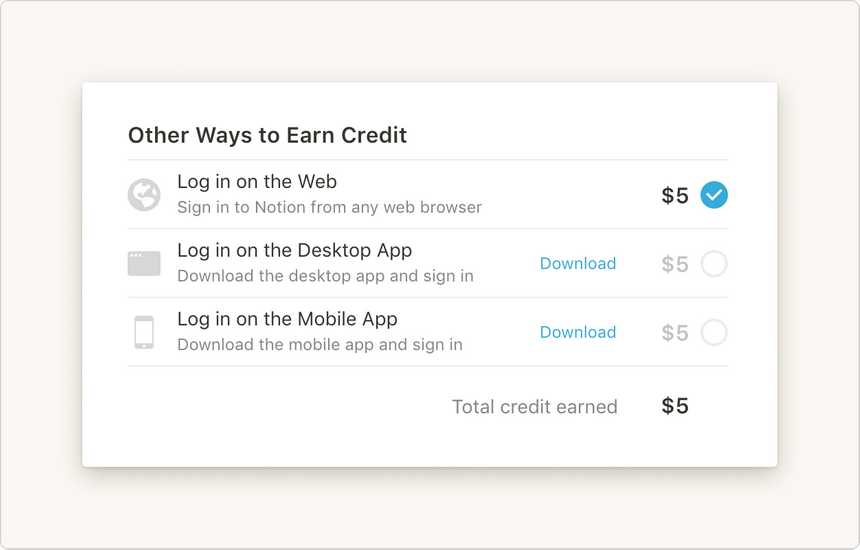 Other Ways to Earn Credit
Log in on the Web
Sign in to Notion from any web browser
$5
Log in on the Desktop App
Download the desktop app and sign in
Download
$5
Log in on the Mobile App
Download the mobile app and sign in
Download
$5
Total credit earned
$5